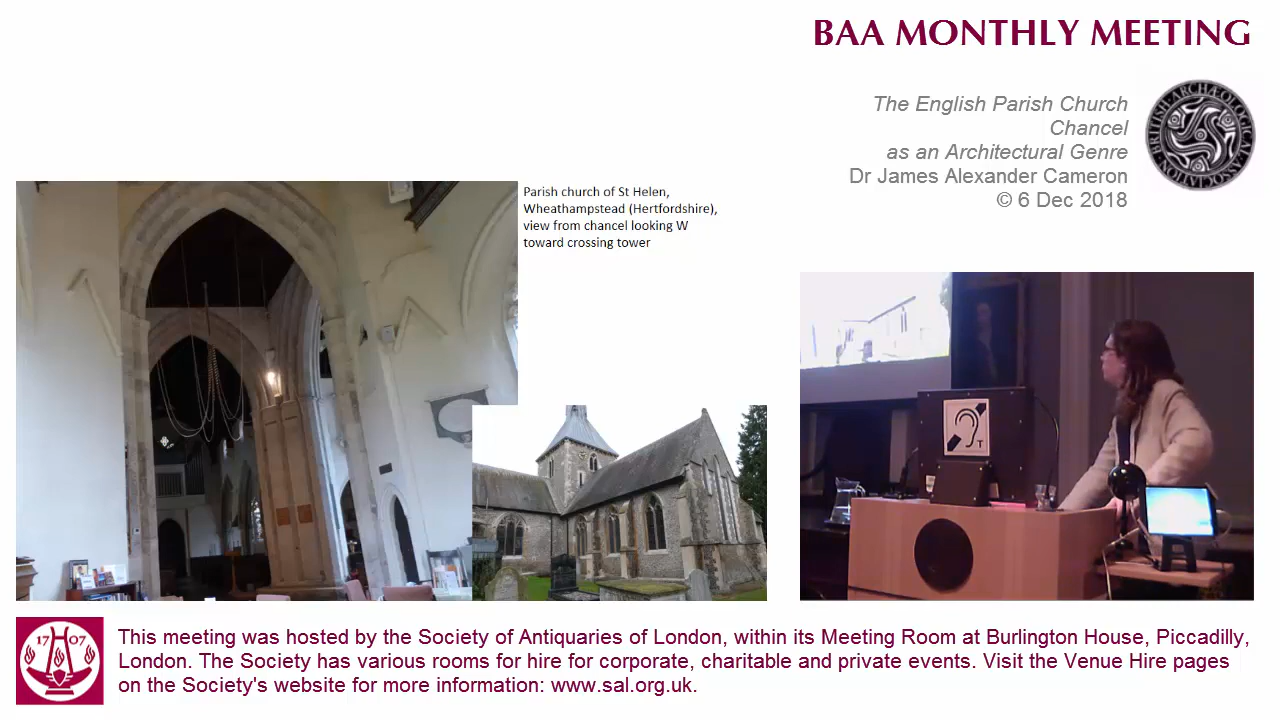 BAA MONTHLY MEETING
The English Parish Church
Chancel
as an Architectural Genre
Dr James Alexander Cameron
© 6 Dec 2018
BRITISH ARCHÆOLOGICAL ASSOCIATION
Parish church of St Helen,
Wheathampstead (Hertfordshire),
view from chancel looking W
toward crossing tower
T
1707
This meeting was hosted by the Society of Antiquaries of London, within its Meeting Room at Burlington House, Piccadilly,
London. The Society has various rooms for hire for corporate, charitable and private events. Visit the Venue Hire pages
on the Society's website for more information: www.sal.org.uk.